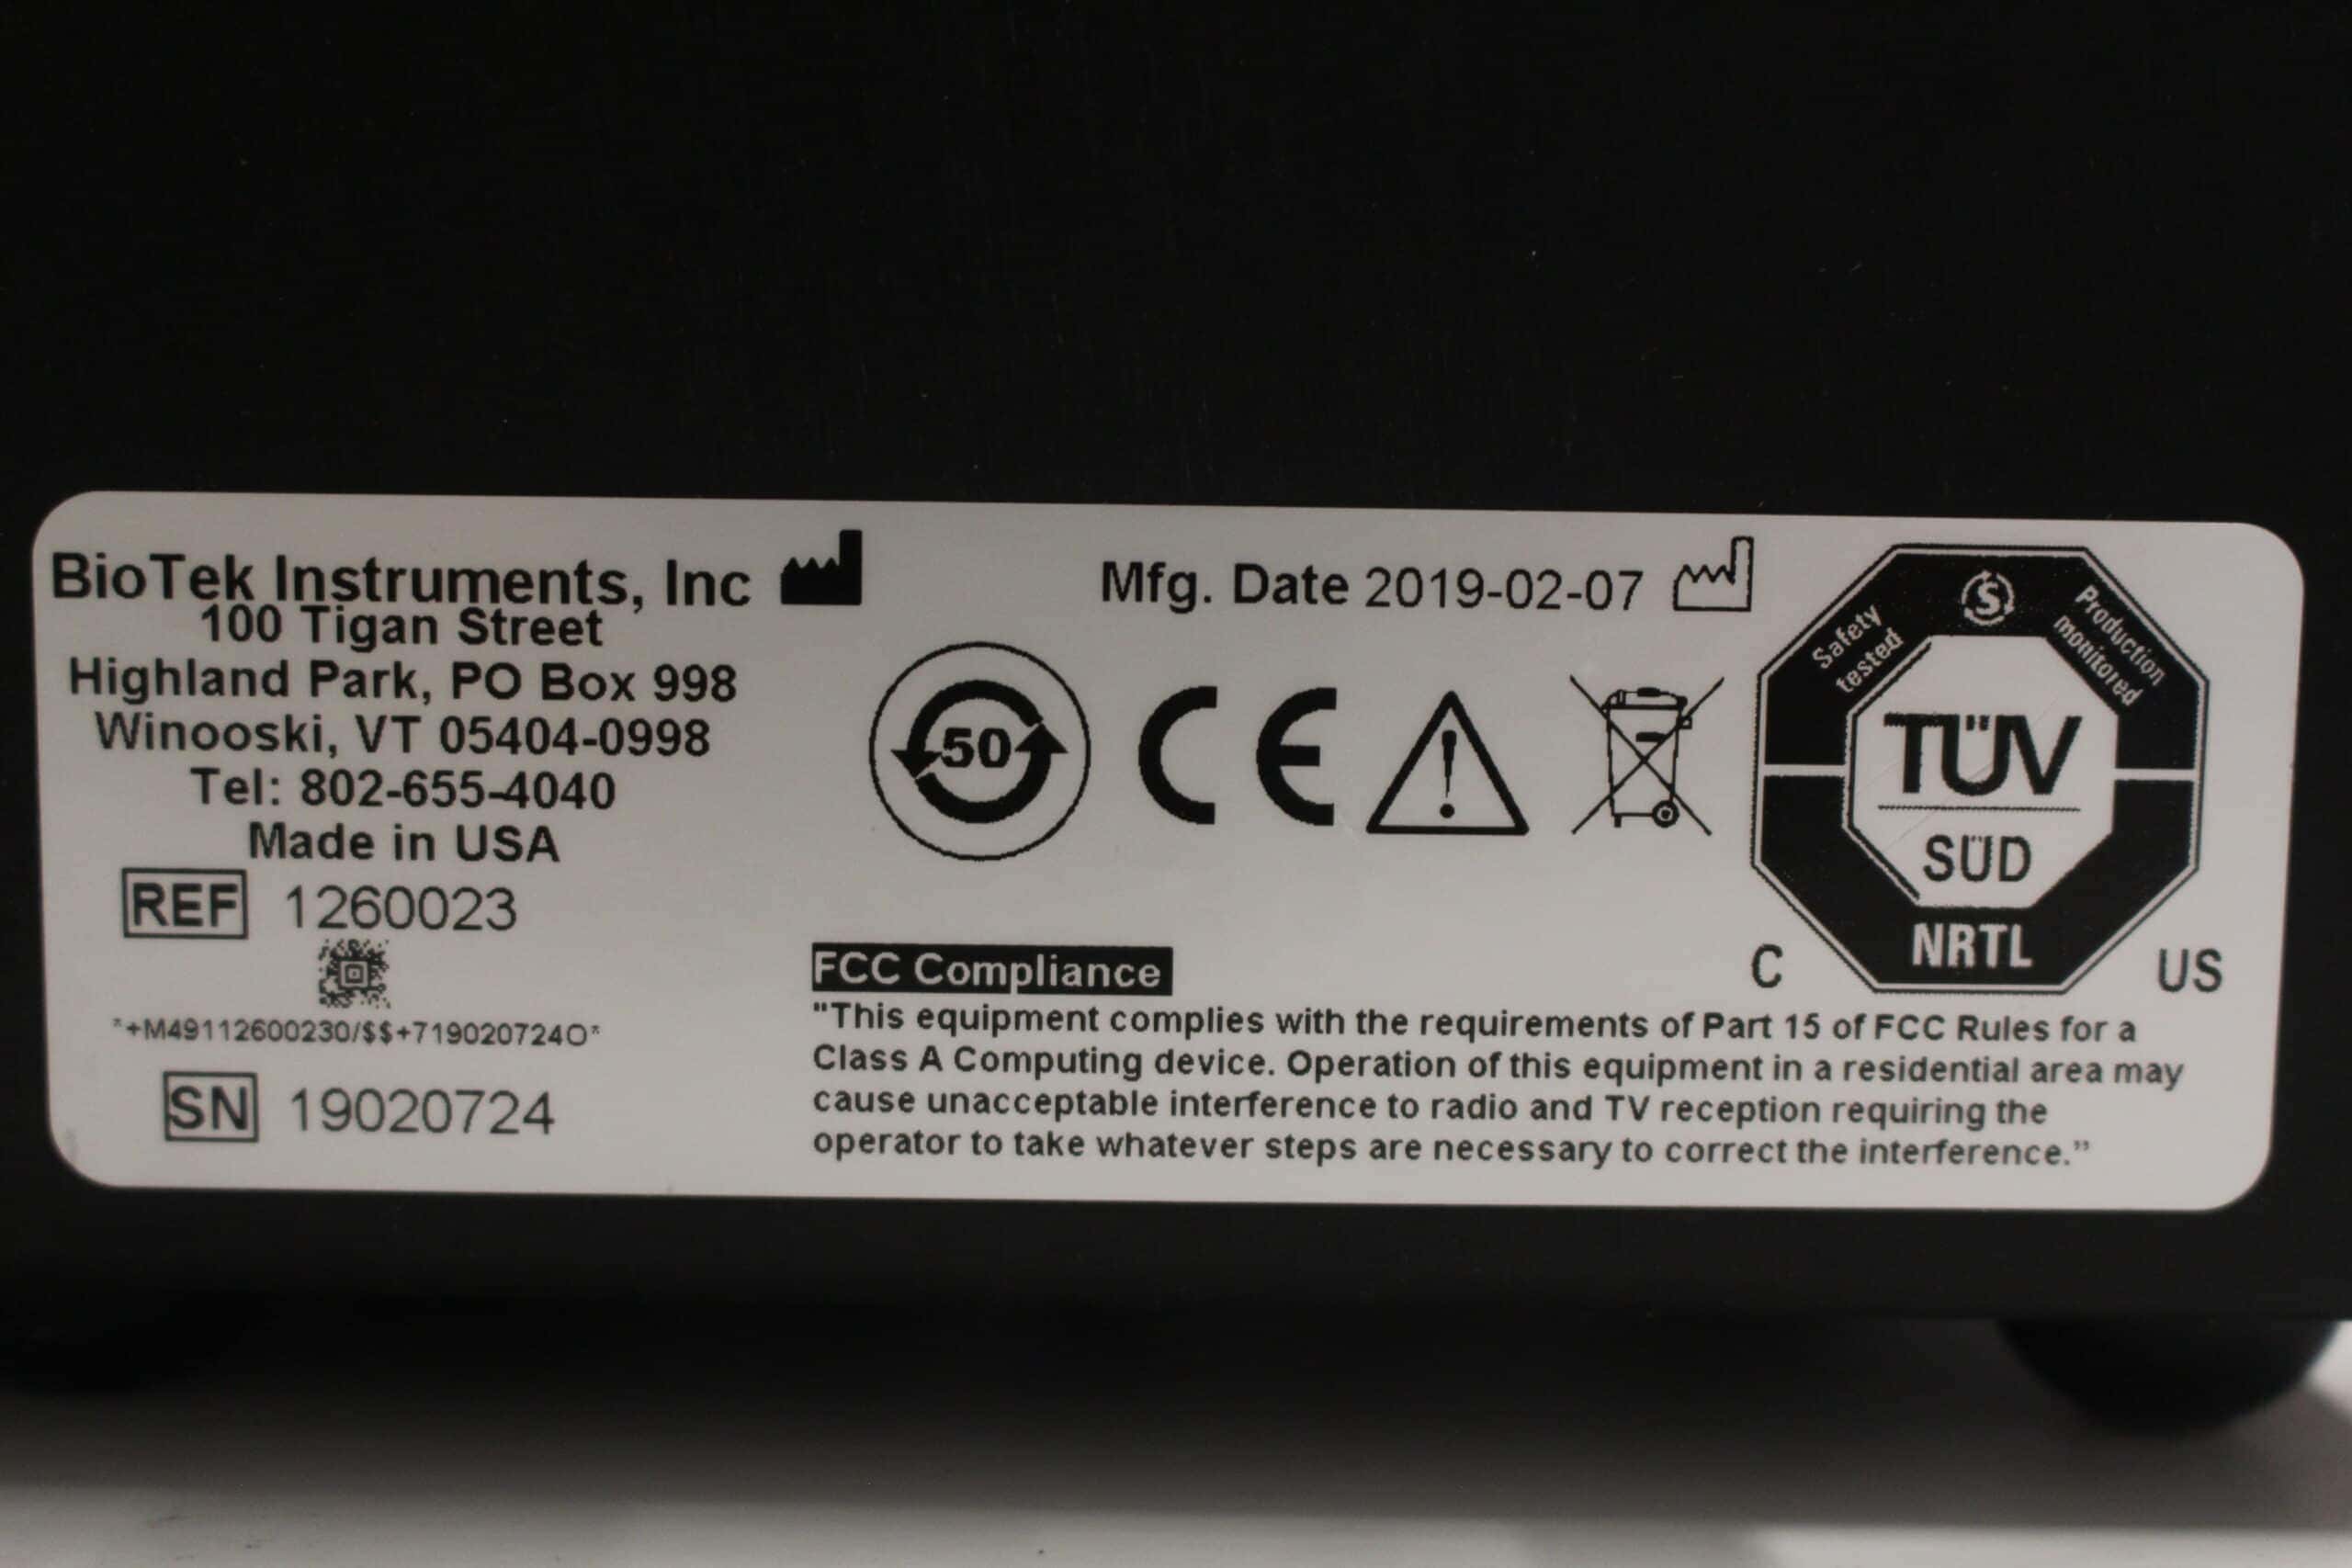 BioTek Instruments, Inc
100 Tigan Street
Highland Park, PO Box 998
Winooski, VT 05404-0998
Tel: 802-655-4040
Made in USA
REF 1260023
*+M49112600230/$$+719020724O*
SN 19020724
Mfg. Date 2019-02-07
50
CE
Safety
tested
S
Production
monitored
TÜV
SÜD
NRTL
C US
FCC Compliance
"This equipment complies with the requirements of Part 15 of FCC Rules for a
Class A Computing device. Operation of this equipment in a residential area may
cause unacceptable interference to radio and TV reception requiring the
operator to take whatever steps are necessary to correct the interference.”